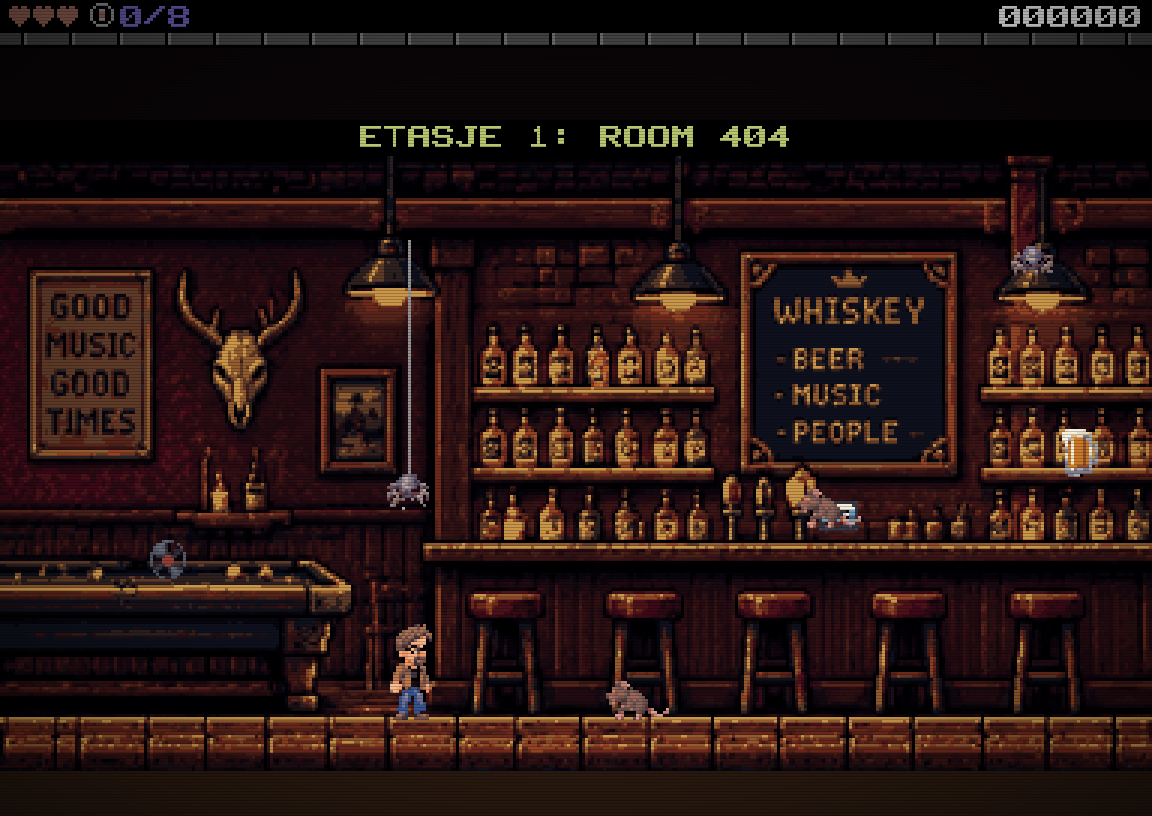 0/8
000000
ETASJE 1: ROOM 404
GOOD
MUSIC
GOOD
TIMES
WHISKEY
- BEER
- MUSIC
- PEOPLE